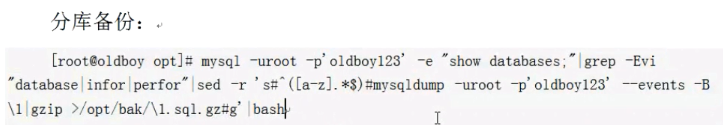 分库备份：
[root@oldboy opt]# mysql -uroot -p'oldboy123' -e "show databases;"|grep -Evi
"database|infor|perfor"|sed -r 's#^([a-z].*$)#mysqldump -uroot -p'oldboy123' --events -B
\1|gzip >/opt/bak/\1.sql.gz#g'|bash